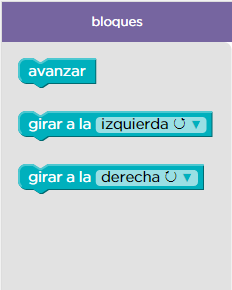 bloques
avanzar
girar a la izquierda ↺ ▼
girar a la derecha ↻ ▼